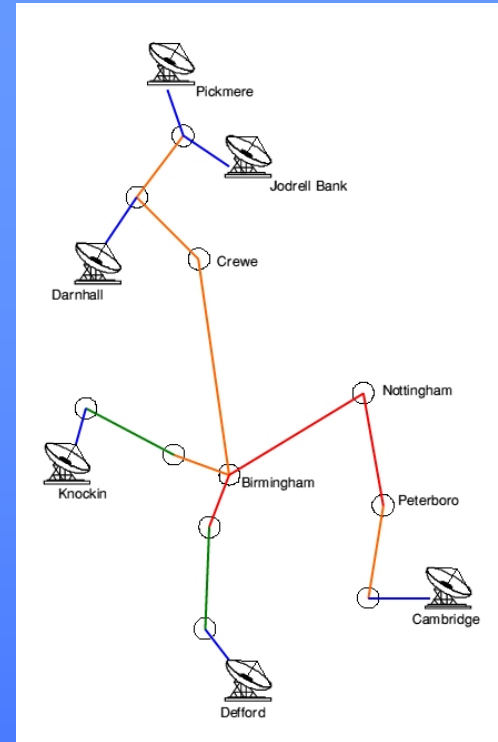 Pickmere
Jodrell Bank
Crewe
Darnhall
Nottingham
Birmingham
Knockin
Peterboro
Cambridge
Defford